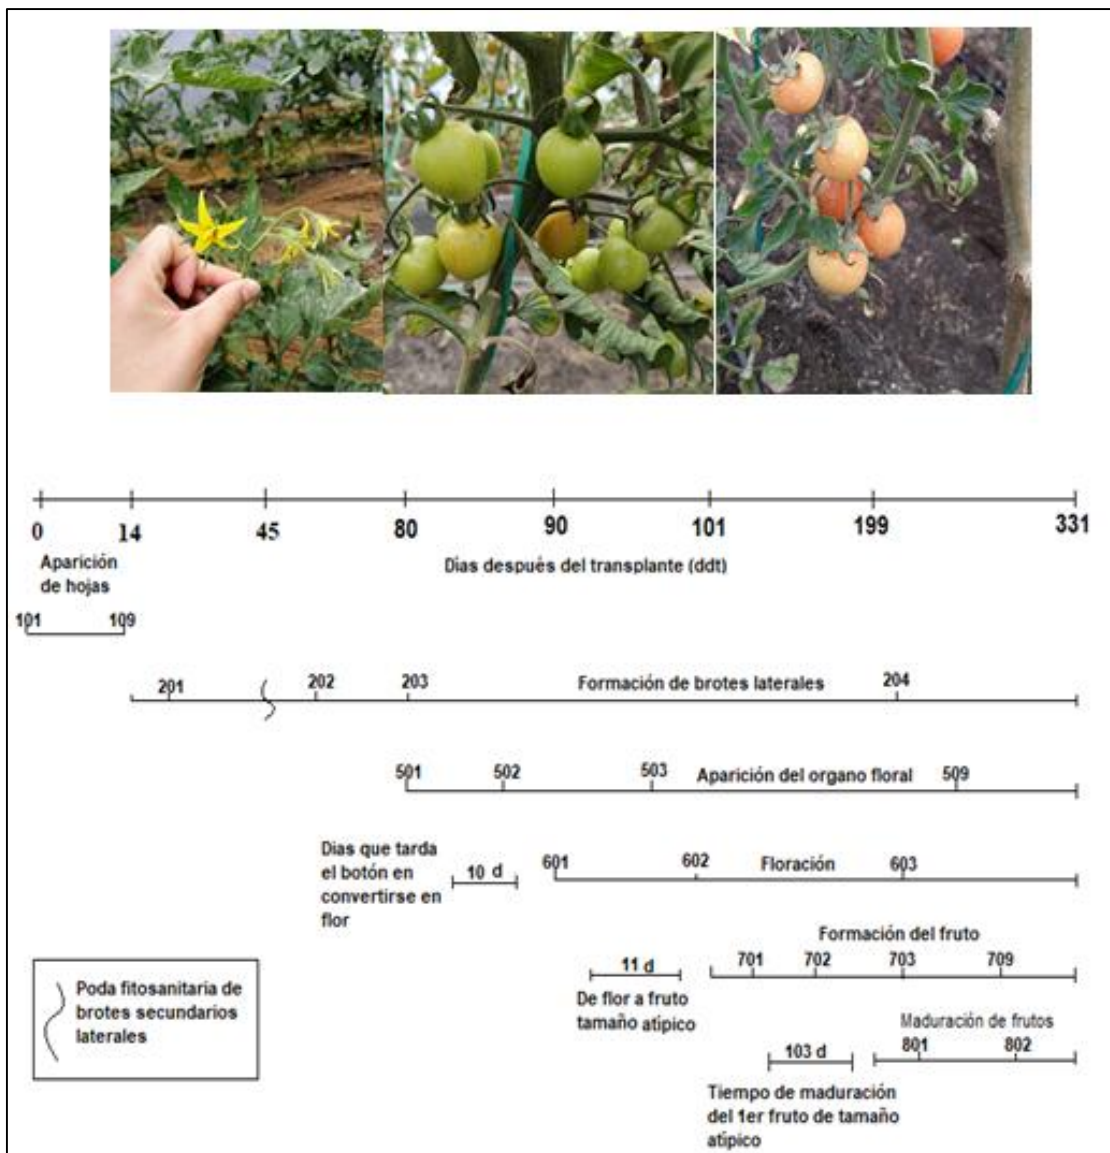 0 14 45 80 90 101 199 331
Aparición
de hojas
Dias después del transplante (ddt)
101 109
201 202 203 Formación de brotes laterales 204
501 502 503 Aparición del organo floral 509
Dias que tarda
el botón en
convertirse en
flor
10 d
601 602 Floración 603
Formación del fruto
701 702 703 709
11 d
De flor a fruto
tamaño atípico
Maduración de frutos
801 802
103 d
Tiempo de maduración
del 1er fruto de tamaño
atípico
Poda fitosanitaria de
brotes secundarios
laterales